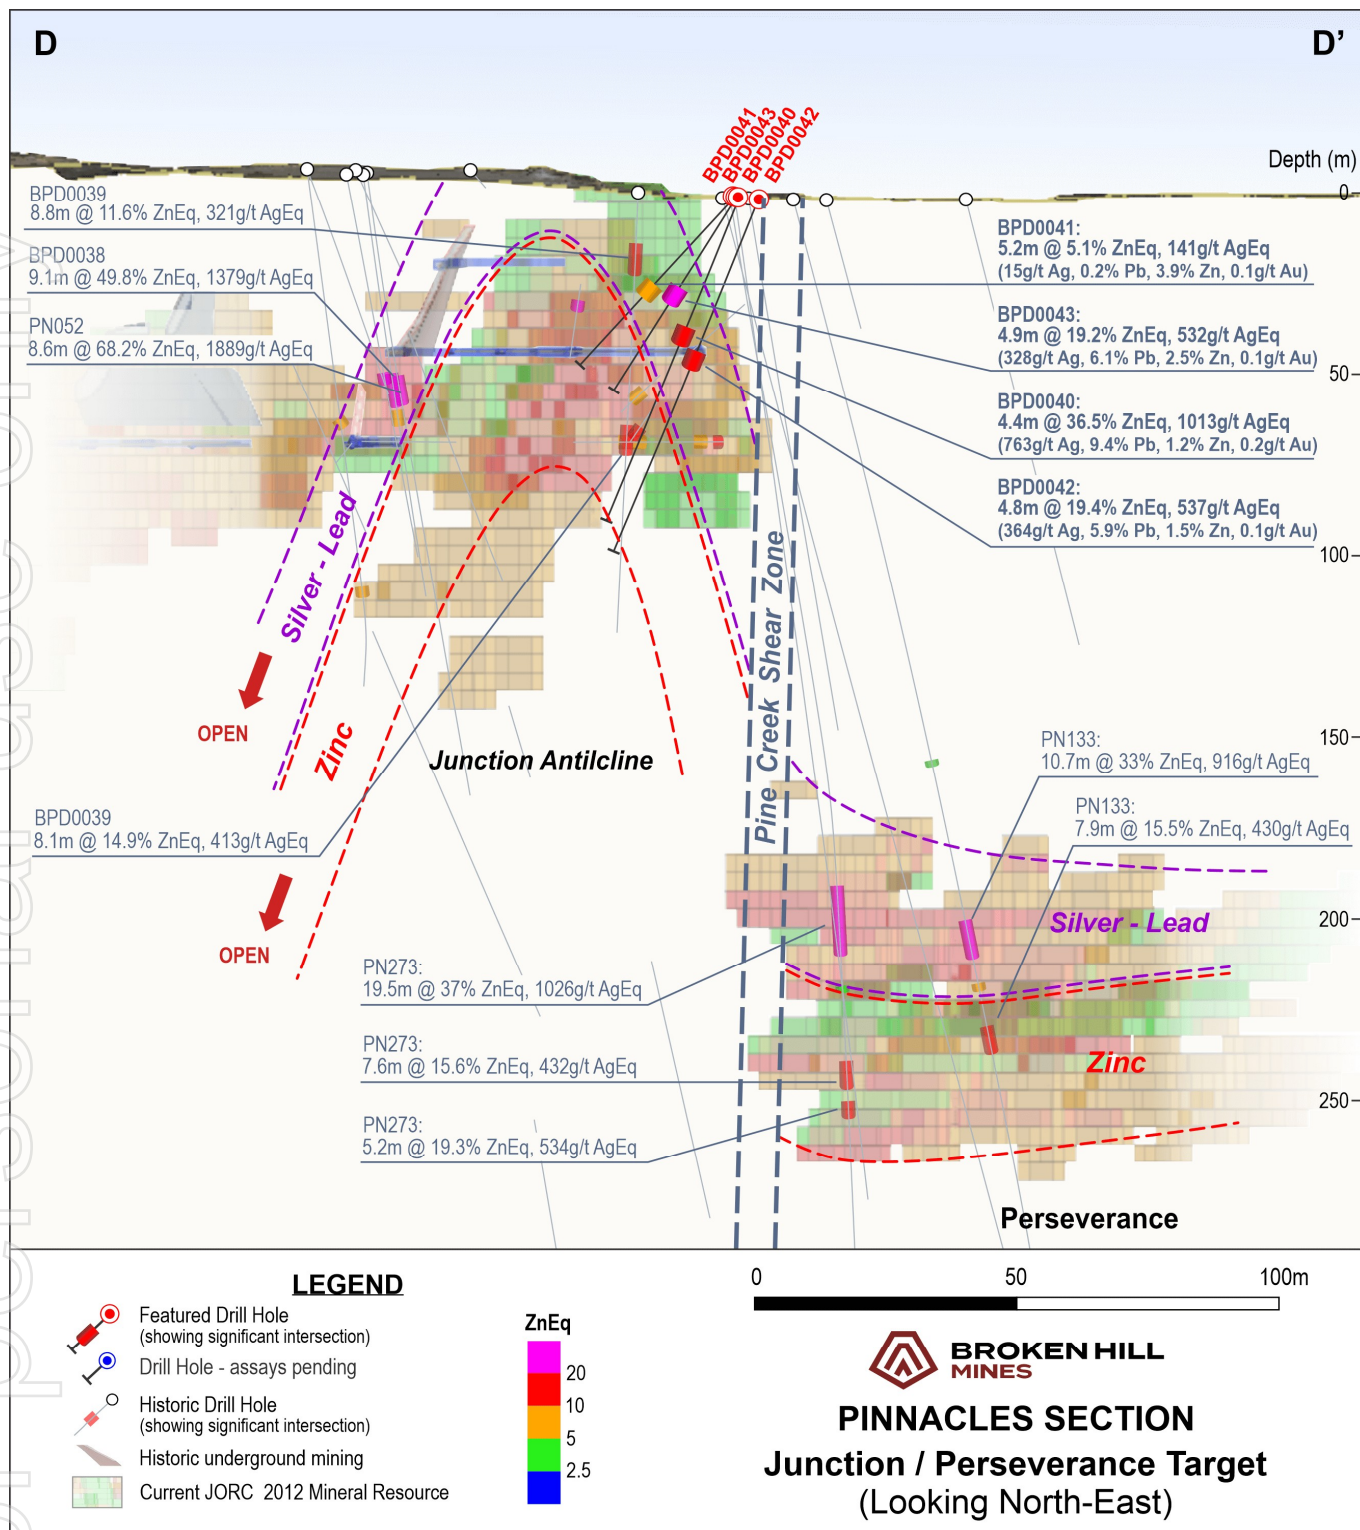 D
D'
BPD0041
BPD0043
BPD0040
BPD0042
Depth (m)
0
50
100
150
200
250
BPD0039
8.8m @ 11.6% ZnEq, 321g/t AgEq
BPD0038
9.1m @ 49.8% ZnEq, 1379g/t AgEq
PN052
8.6m @ 68.2% ZnEq, 1889g/t AgEq
BPD0041:
5.2m @ 5.1% ZnEq, 141g/t AgEq
(15g/t Ag, 0.2% Pb, 3.9% Zn, 0.1g/t Au)
BPD0043:
4.9m @ 19.2% ZnEq, 532g/t AgEq
(328g/t Ag, 6.1% Pb, 2.5% Zn, 0.1g/t Au)
BPD0040:
4.4m @ 36.5% ZnEq, 1013g/t AgEq
(763g/t Ag, 9.4% Pb, 1.2% Zn, 0.2g/t Au)
BPD0042:
4.8m @ 19.4% ZnEq, 537g/t AgEq
(364g/t Ag, 5.9% Pb, 1.5% Zn, 0.1g/t Au)
Silver - Lead
Zinc
OPEN
OPEN
Junction Antilcline
Pine Creek Shear Zone
BPD0039
8.1m @ 14.9% ZnEq, 413g/t AgEq
PN133:
10.7m @ 33% ZnEq, 916g/t AgEq
PN133:
7.9m @ 15.5% ZnEq, 430g/t AgEq
Silver - Lead
Zinc
PN273:
19.5m @ 37% ZnEq, 1026g/t AgEq
PN273:
7.6m @ 15.6% ZnEq, 432g/t AgEq
PN273:
5.2m @ 19.3% ZnEq, 534g/t AgEq
Perseverance
LEGEND
Featured Drill Hole
(showing significant intersection)
Drill Hole - assays pending
Historic Drill Hole
(showing significant intersection)
Historic underground mining
Current JORC 2012 Mineral Resource
ZnEq
20
10
5
2.5
0
50
100m
BROKEN HILL
MINES
PINNACLES SECTION
Junction / Perseverance Target
(Looking North-East)